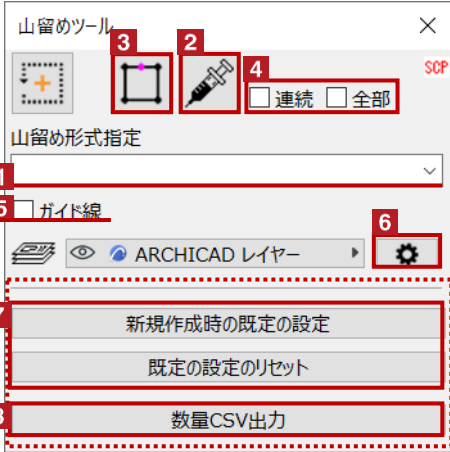 山留めツール
3
2
4
SCP
連続
全部
山留め形式指定
1
5
ガイド線
6
ARCHICAD レイヤー
7
新規作成時の既定の設定
既定の設定のリセット
8
数量CSV出力